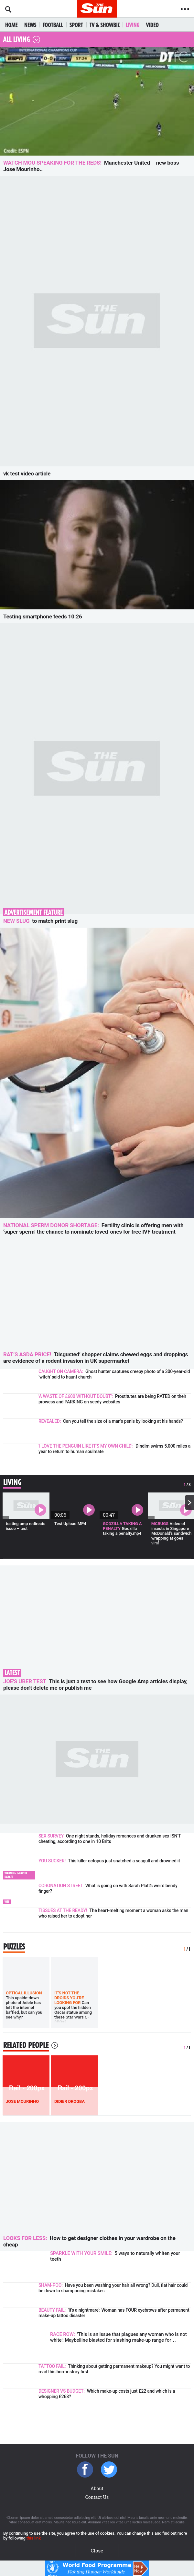 THE Sun
HOME NEWS FOOTBALL SPORT TV & SHOWBIZ LIVING VIDEO
ALL LIVING
INTERNATIONAL CHAMPIONS CUP
ESPN
0-0
37:26
Credit: ESPN
WATCH MOU SPEAKING FOR THE REDS! Manchester United - new boss
Jose Mourinho..
THE Sun
vk test video article
Testing smartphone feeds 10:26
THE Sun
ADVERTISEMENT FEATURE
NEW SLUG to match print slug
NATIONAL SPERM DONOR SHORTAGE: Fertility clinic is offering men with
'super sperm' the chance to nominate loved-ones for free IVF treatment
RAT'S ASDA PRICE! 'Disgusted' shopper claims chewed eggs and droppings
are evidence of a rodent invasion in UK supermarket
CAUGHT ON CAMERA: Ghost hunter captures creepy photo of a 300-year-old
'witch' said to haunt church
'A WASTE OF £600 WITHOUT DOUBT': Prostitutes are being RATED on their
prowess and PARKING on seedy websites
REVEALED: Can you tell the size of a man's penis by looking at his hands?
'I LOVE THE PENGUIN LIKE IT'S MY OWN CHILD': Dindim swims 5,000 miles a
year to return to human soulmate
LIVING
1/3
00:06
00:47
testing amp redirects
issue – test
Test Upload MP4
GODZILLA TAKING A
PENALTY Godzilla
taking a penalty.mp4
MCBUGS Video of
insects in Singapore
McDonald's sandwich
wrapping at goes
viral
LATEST
JOE'S UBER TEST This is just a test to see how Google Amp articles display,
please don't delete me or publish me
THE Sun
SEX SURVEY One night stands, holiday romances and drunken sex ISN'T
cheating, according to one in 10 Brits
YOU SUCKER! This killer octopus just snatched a seagull and drowned it
CORONATION STREET What is going on with Sarah Platt's weird beady
finger?
TISSUES AT THE READY! The heart-melting moment a woman asks the man
who raised her to adopt her
PUZZLES
1/1
OPTICAL ILLUSION
This upside-down
photo of Adele has
left the internet
baffled, but can you
see why?
IT'S NOT THE
DROIDS YOU'RE
LOOKING FOR Can
you spot the hidden
Oscar statue among
these Star Wars C-
RELATED PEOPLE
1/1
JOSE MOURINHO
DIDIER DROGBA
LOOKS FOR LESS: How to get designer clothes in your wardrobe on the
cheap
SPARKLE WITH YOUR SMILE: 5 ways to naturally whiten your
teeth
SHAM-POO: Have you been washing your hair all wrong? Dull, flat hair could
be down to shampooing mistakes
BEAUTY FAIL: 'It's a nightmare': Woman has FOUR eyebrows after permanent
make-up tattoo disaster
RACE ROW: 'This is an issue that plagues any woman who is not
white': Maybelline blasted for slashing make-up range for...
TATTOO FAIL: Thinking about getting permanent makeup? You might want to
read this horror story first
DESIGNER VS BUDGET: Which make-up costs just £22 and which is a
whopping £268?
FOLLOW THE SUN
About
Contact Us
By continuing to use the site, you agree to the use of cookies. You can change this and find out more
by following this link
Close
World Food Programme
Fighting Hunger Worldwide